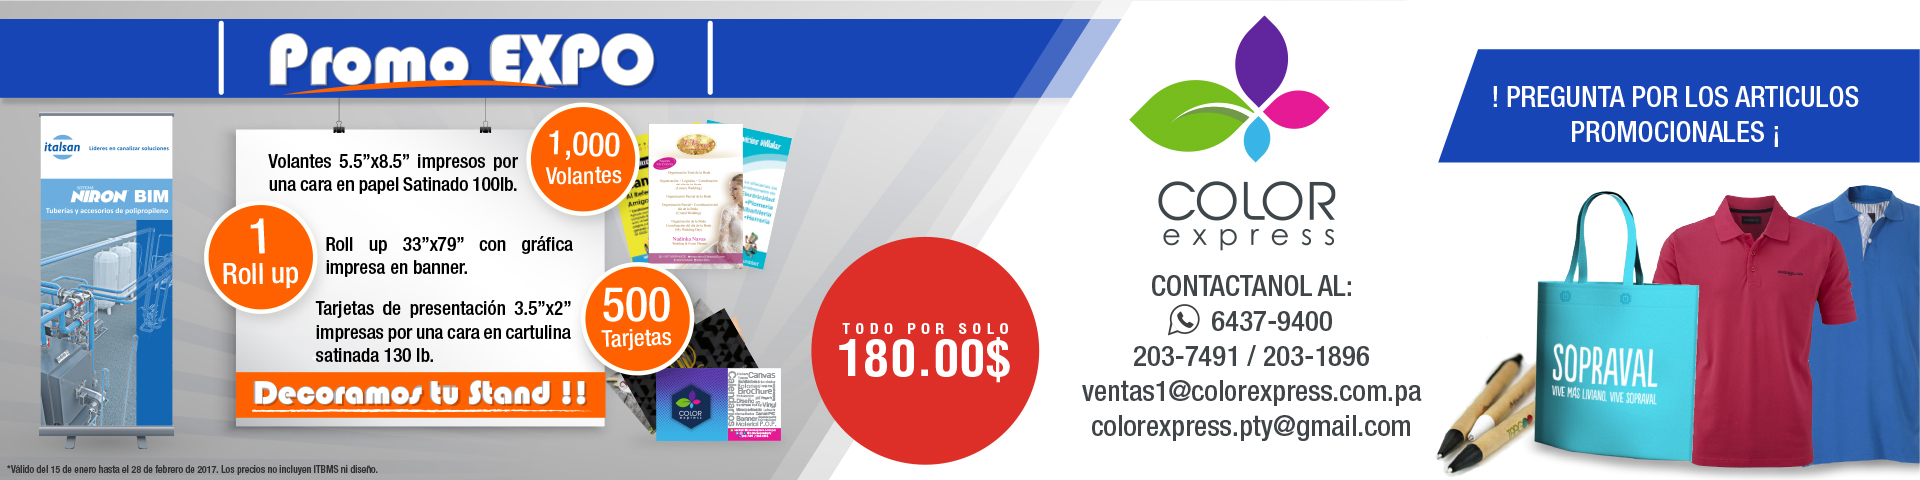 Promo EXPO
italsan
Líderes en canalizar soluciones
SISTEMA
NIRON BIM
Tuberías y accesorios de polipropileno
Volantes 5.5”x8.5” impresos por
una cara en papel Satinado 100lb.
1,000
Volantes
1
Roll up
Roll up 33”x79” con gráfica
impresa en banner.
Tarjetas de presentación 3.5”x2”
impresas por una cara en cartulina
satinada 130 lb.
500
Tarjetas
Decoramos tu Stand !!
COLOR
express
Canvas
*Válido del 15 de enero hasta el 28 de febrero de 2017. Los precios no incluyen ITBMS ni diseño.
TODO POR SOLO
180.00$
COLOR
express
CONTACTANOL AL:
6437-9400
203-7491 / 203-1896
ventas1@colorexpress.com.pa
colorexpress.pty@gmail.com
! PREGUNTA POR LOS ARTICULOS
PROMOCIONALES ¡
SOPRAVAL
VIVE MÁS LIVIANO, VIVE SOPRAVAL